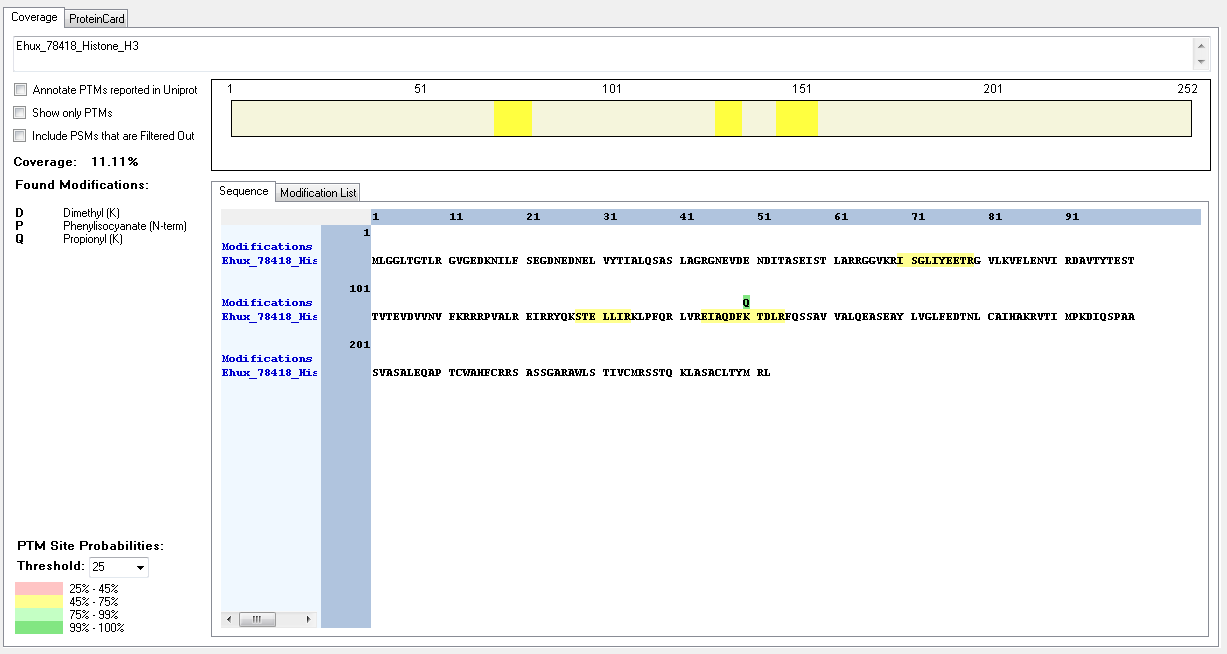 Coverage ProteinCard
Ehux_78418_Histone_H3
Annotate PTMs reported in Uniprot
Show only PTMs
Include PSMs that are Filtered Out
Coverage: 11.11%
Found Modifications:
D Dimethyl (K)
P Phenylisocyanate (N-term)
Q Propionyl (K)
1 51 101 151 201 252
Sequence Modification List
1 11 21 31 41 51 61 71 81 91
1
Modifications
Ehux_78418_His MLGGLTGTLR GVGEDKNILF SEGDNEDNEL VYTIALQSAS LAGRGNEVDE NDITASEIST LARRGGVKRI SGLIYEETRG VLKVFLENVI RDAVTYTEST
101
Modifications Q
Ehux_78418_His TVTEVDVVNV FKRRRPVALR EIRRYQKSTE LLIRKLPFQR LVREIAQDFK TDLRFQSSAV VALQEASEAY LVGLFEDTNL CAIHAKRVTI MPKDIQSPAA
201
Modifications
Ehux_78418_His SVASALEQAP TCWAHFCRRS ASSGARAWLS TIVCMRSSTQ KLASACLTYM RL
PTM Site Probabilities:
Threshold: 25
25% - 45%
45% - 75%
75% - 99%
99% - 100%